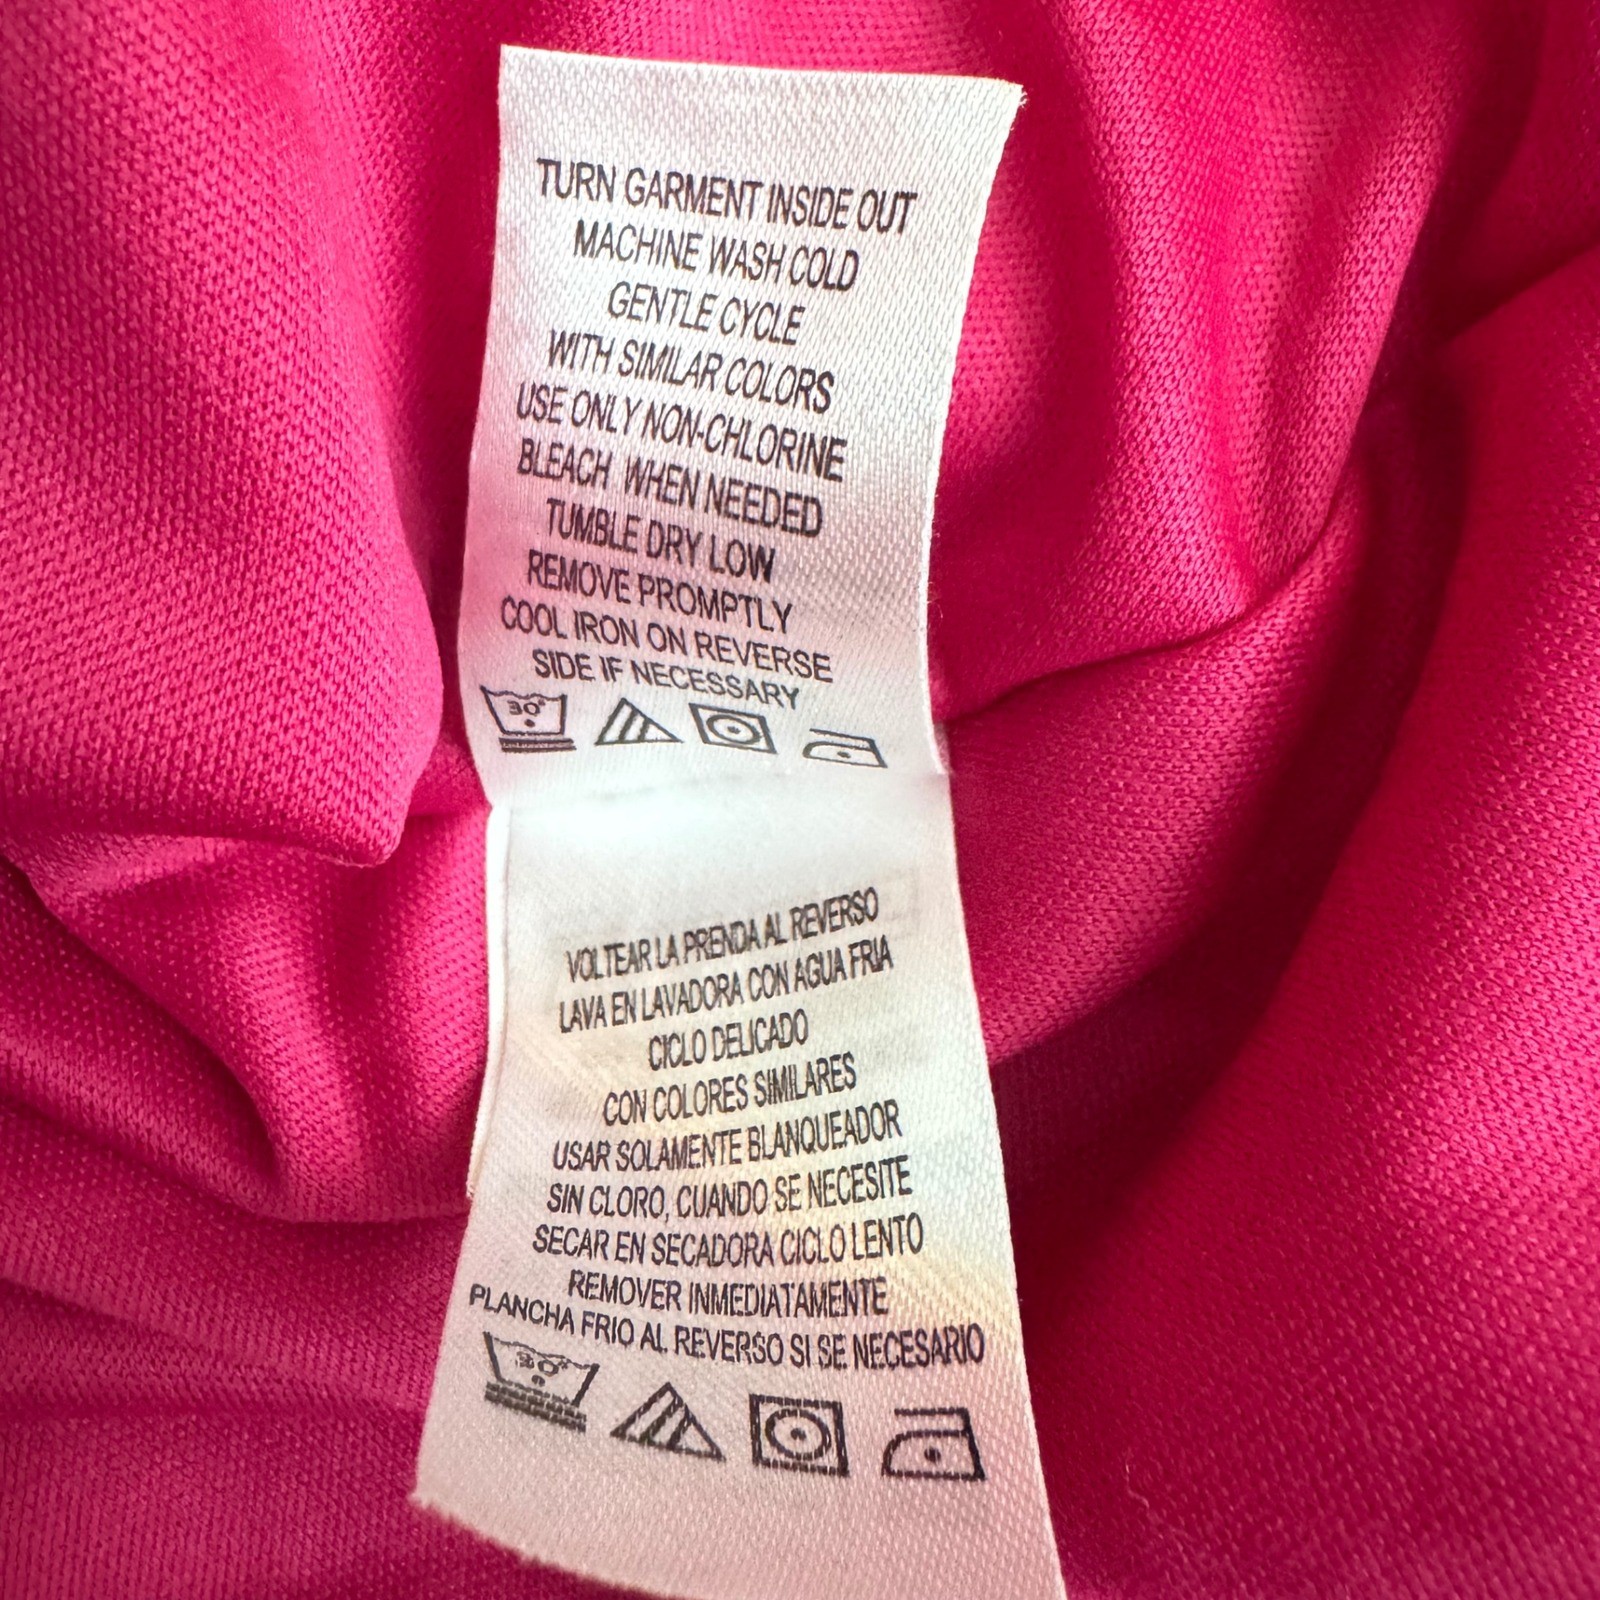 TURN GARMENT INSIDE OUT
MACHINE WASH COLD
GENTLE CYCLE
WITH SIMILAR COLORS
USE ONLY NON-CHLORINE
BLEACH WHEN NEEDED
TUMBLE DRY LOW
REMOVE PROMPTLY
COOL IRON ON REVERSE
SIDE IF NECESSARY
30°
VOLTEAR LA PRENDA AL REVERSO
LAVA EN LAVADORA CON AGUA FRIA
CICLO DELICADO
CON COLORES SIMILARES
USAR SOLAMENTE BLANQUEADOR
SIN CLORO, CUANDO SE NECESITE
SECAR EN SECADORA CICLO LENTO
REMOVER INMEDIATAMENTE
PLANCHA FRIO AL REVERSO SI SE NECESARIO
30°